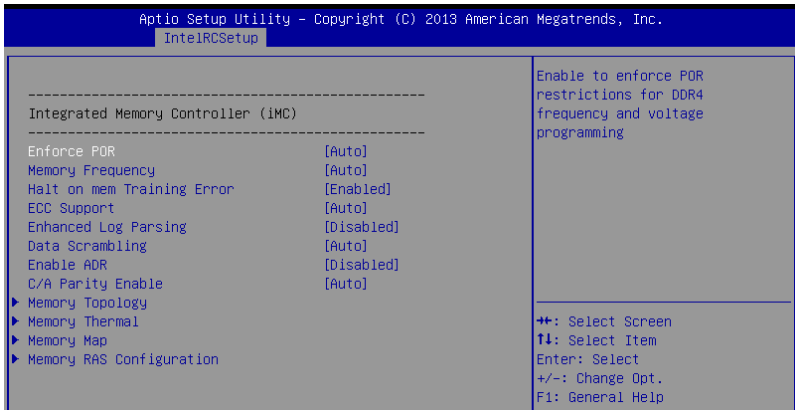 Aptio Setup Utility – Copyright (C) 2013 American Megatrends, Inc.
IntelRCSetup
------------------------------------------------
Integrated Memory Controller (iMC)
------------------------------------------------
Enforce POR [Auto]
Memory Frequency [Auto]
Halt on mem Training Error [Enabled]
ECC Support [Auto]
Enhanced Log Parsing [Disabled]
Data Scrambling [Auto]
Enable ADR [Disabled]
C/A Parity Enable [Auto]
Memory Topology
Memory Thermal
Memory Map
Memory RAS Configuration
Enable to enforce POR
restrictions for DDR4
frequency and voltage
programming
→←: Select Screen
↑↓: Select Item
Enter: Select
+/-: Change Opt.
F1: General Help